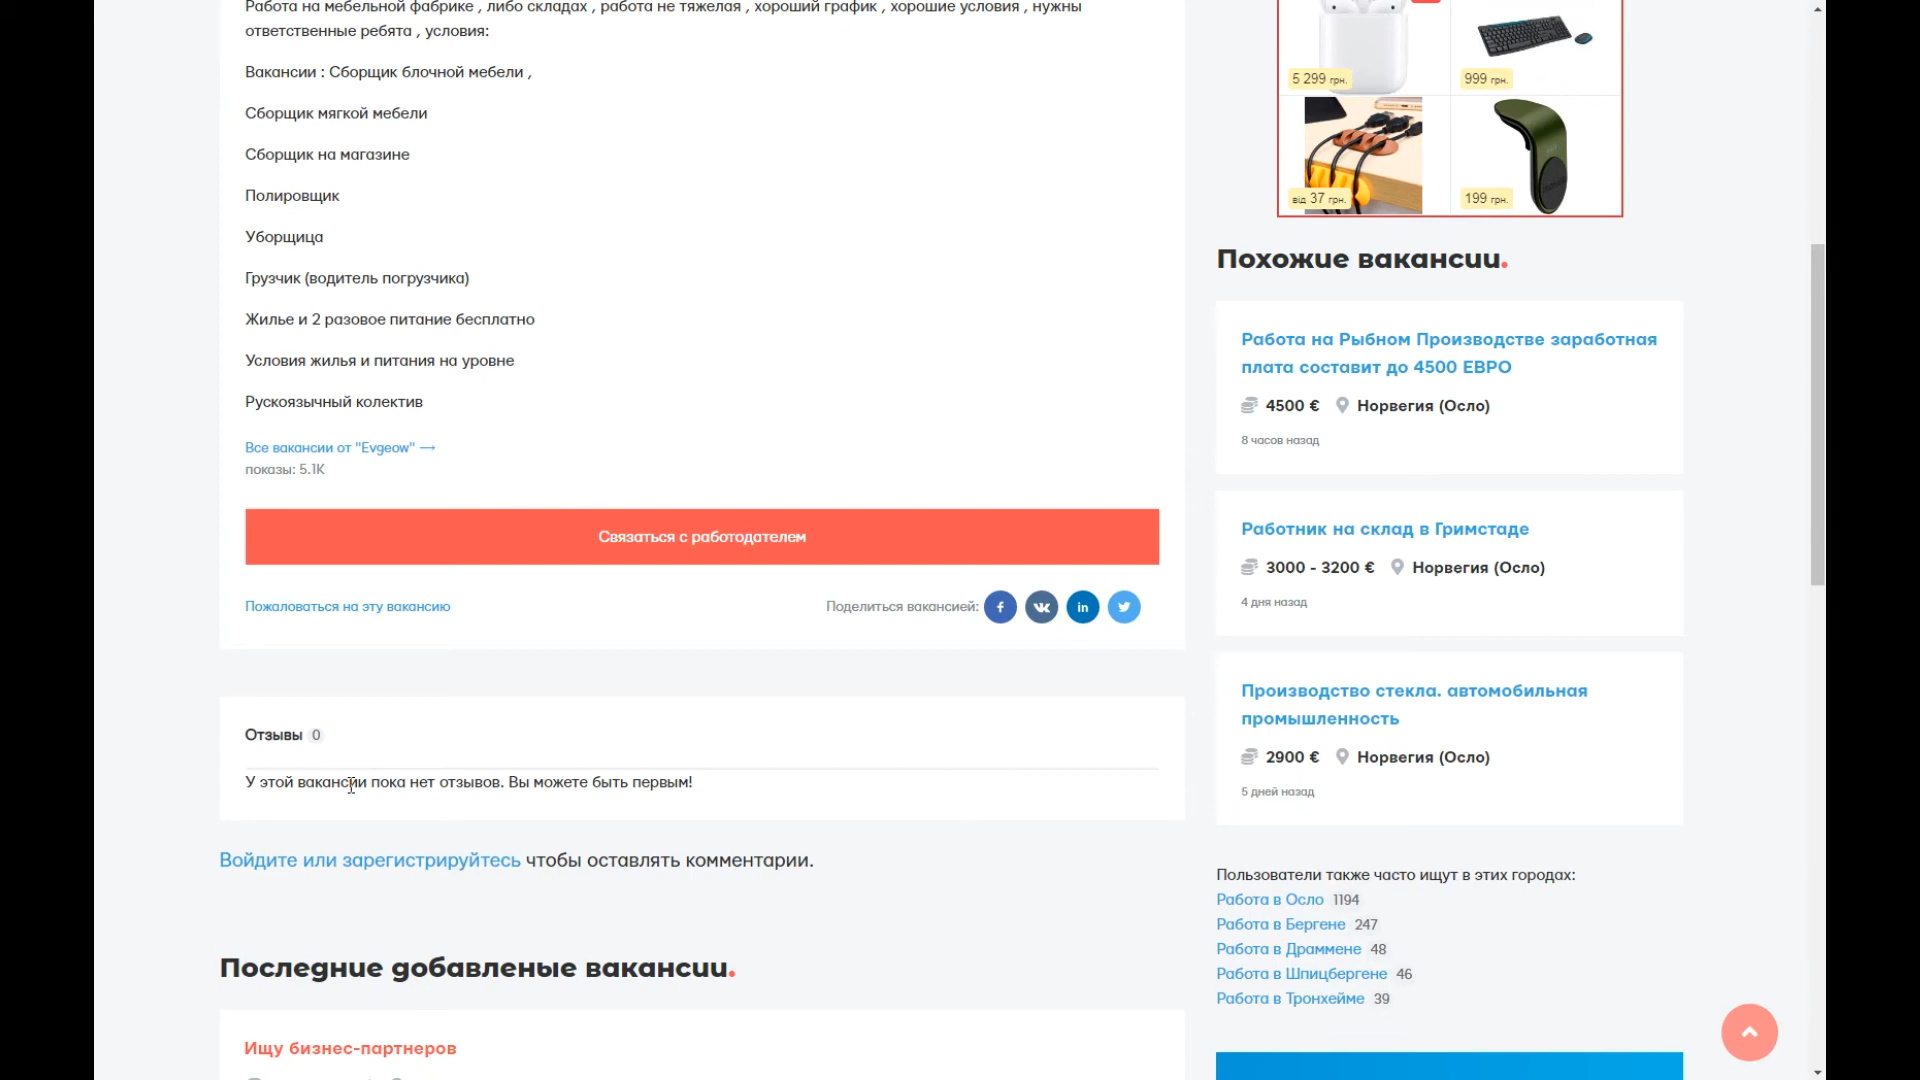 Работа на мебельной фабрике , либо складах , работа не тяжелая , хороший график , хорошие условия , нужны
ответственные ребята , условия:
Вакансии : Сборщик блочной мебели ,
Сборщик мягкой мебели
Сборщик на магазине
Полировщик
Уборщица
Грузчик (водитель погрузчика)
Жилье и 2 разовое питание бесплатно
Условия жилья и питания на уровне
Рускоязычный колектив
Все вакансии от "Evgeow" →
показы: 5.1K
Связаться с работодателем
Пожаловаться на эту вакансию
Поделиться вакансией:
Отзывы 0
У этой вакансии пока нет отзывов. Вы можете быть первым!
Войдите или зарегистрируйтесь чтобы оставлять комментарии.
Последние добавленые вакансии.
Ищу бизнес-партнеров
5 299 грн.
999 грн.
від 37 грн.
199 грн.
Похожие вакансии.
Работа на Рыбном Производстве заработная
плата составит до 4500 ЕВРО
4500 € Норвегия (Осло)
8 часов назад
Работник на склад в Гримстаде
3000 - 3200 € Норвегия (Осло)
4 дня назад
Производство стекла. автомобильная
промышленность
2900 € Норвегия (Осло)
5 дней назад
Пользователи также часто ищут в этих городах:
Работа в Осло 1194
Работа в Бергене 247
Работа в Драммене 48
Работа в Шпицбергене 46
Работа в Тронхейме 39